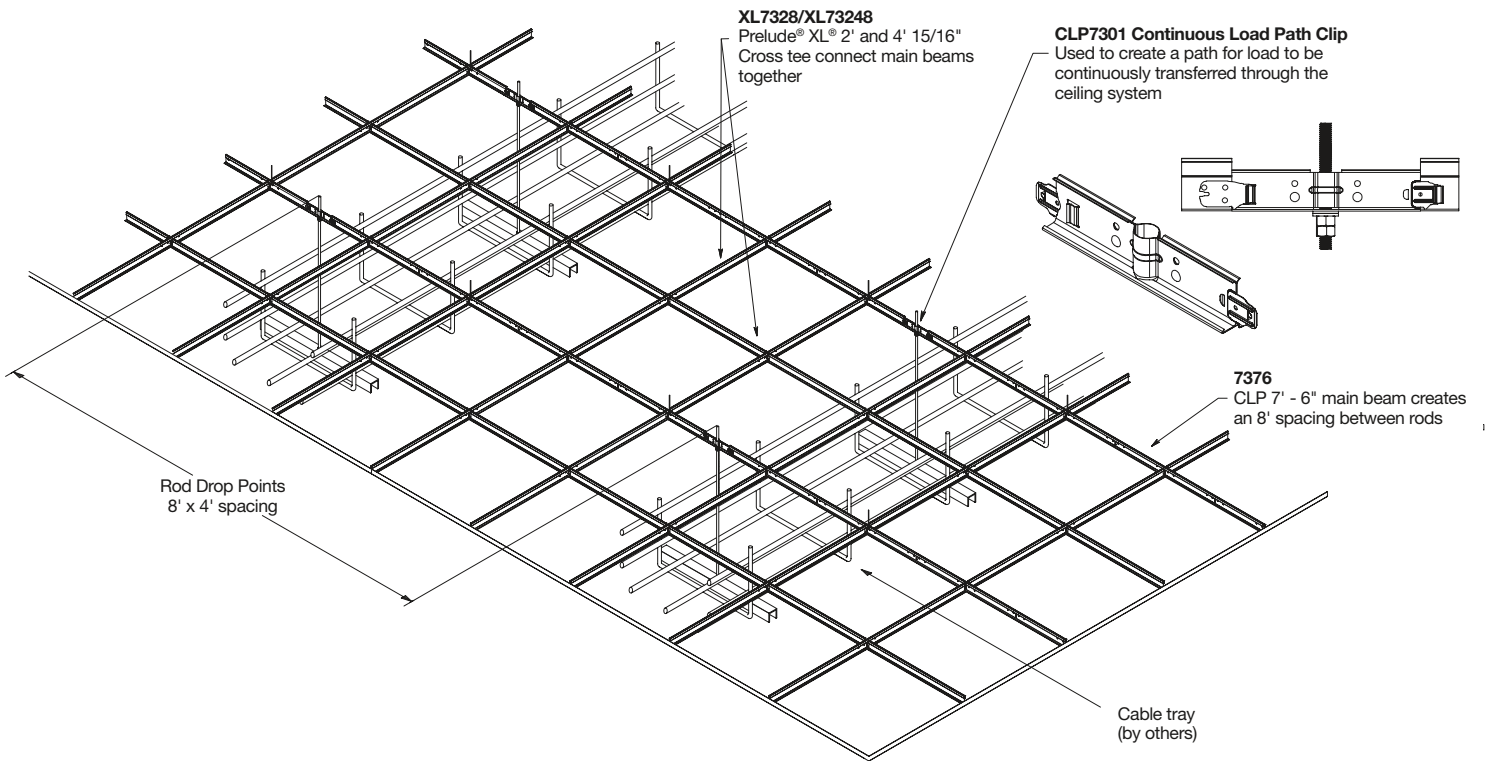 XL7328/XL73248
Prelude® XL® 2' and 4' 15/16"
Cross tee connect main beams
together
CLP7301 Continuous Load Path Clip
Used to create a path for load to be
continuously transferred through the
ceiling system
7376
CLP 7' - 6" main beam creates
an 8' spacing between rods
Rod Drop Points
8' x 4' spacing
Cable tray
(by others)